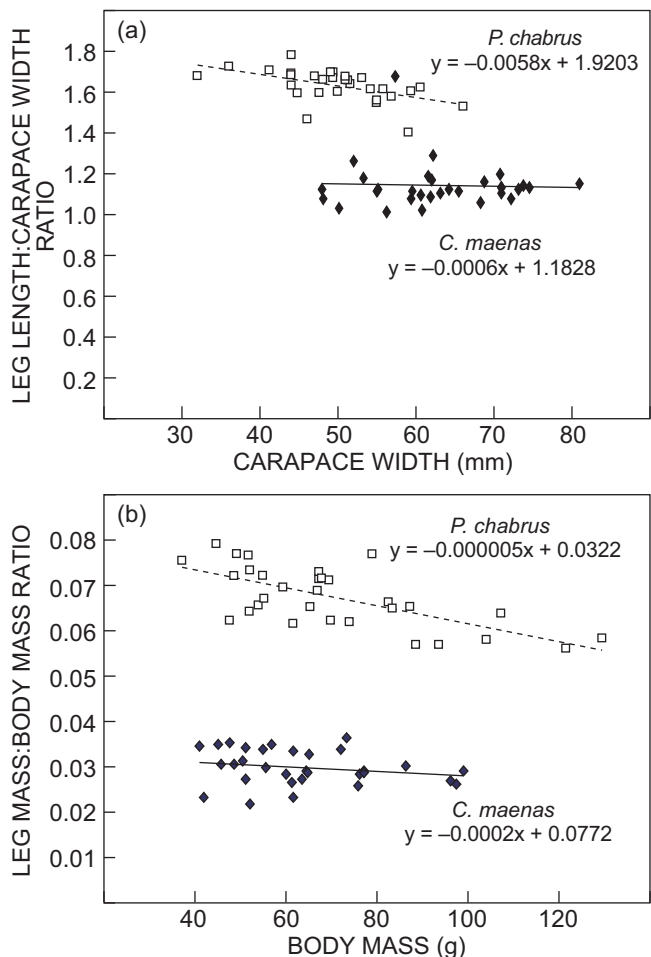 (a)
P. chabrus
y = –0.0058x + 1.9203
C. maenas
y = –0.0006x + 1.1828
1.8
1.6
1.4
1.2
1.0
0.8
0.6
0.4
0.2
LEG LENGTH:CARAPACE WIDTH
RATIO
30 40 50 60 70 80
CARAPACE WIDTH (mm)
(b)
P. chabrus
y = –0.000005x + 0.0322
C. maenas
y = –0.0002x + 0.0772
0.08
0.07
0.06
0.05
0.04
0.03
0.02
0.01
LEG MASS:BODY MASS RATIO
40 60 80 100 120
BODY MASS (g)